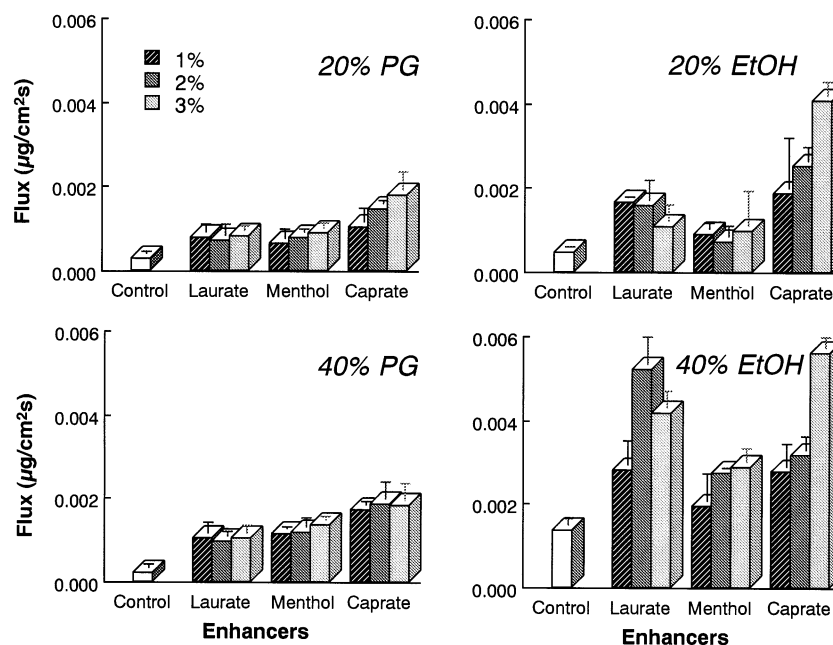 0.006
20% PG
1%
2%
3%
0.004
0.002
0.000
Flux (µg/cm²s)
Control Laurate Menthol Caprate
0.006
20% EtOH
0.004
0.002
0.000
Control Laurate Menthol Caprate
0.006
40% PG
0.004
0.002
0.000
Flux (µg/cm²s)
Control Laurate Menthol Caprate
Enhancers
0.006
40% EtOH
0.004
0.002
0.000
Control Laurate Menthol Caprate
Enhancers